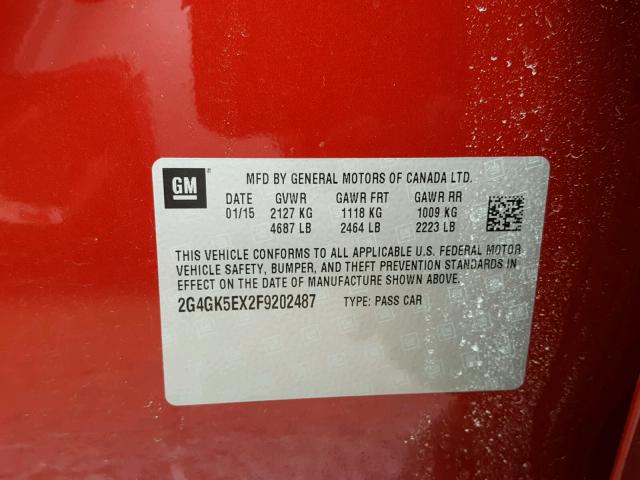 GM
MFD BY GENERAL MOTORS OF CANADA LTD.
DATE GVWR GAWR FRT GAWR RR
01/15 2127 KG 1118 KG 1009 KG
4687 LB 2464 LB 2223 LB
THIS VEHICLE CONFORMS TO ALL APPLICABLE U.S. FEDERAL MOTOR
VEHICLE SAFETY, BUMPER, AND THEFT PREVENTION STANDARDS IN
EFFECT ON THE DATE OF MANUFACTURE SHOWN ABOVE.
2G4GK5EX2F9202487 TYPE: PASS CAR